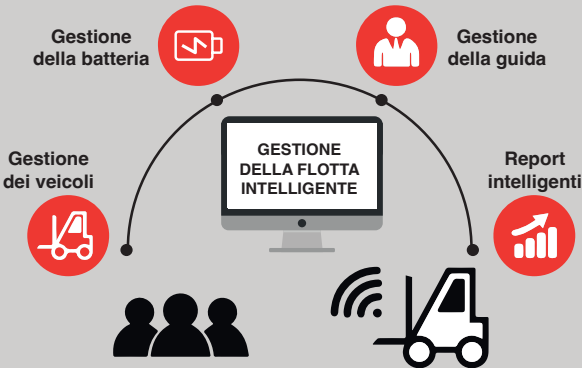 Gestione
della batteria
Gestione
della guida
GESTIONE
DELLA FLOTTA
INTELLIGENTE
Gestione
dei veicoli
Report
intelligenti